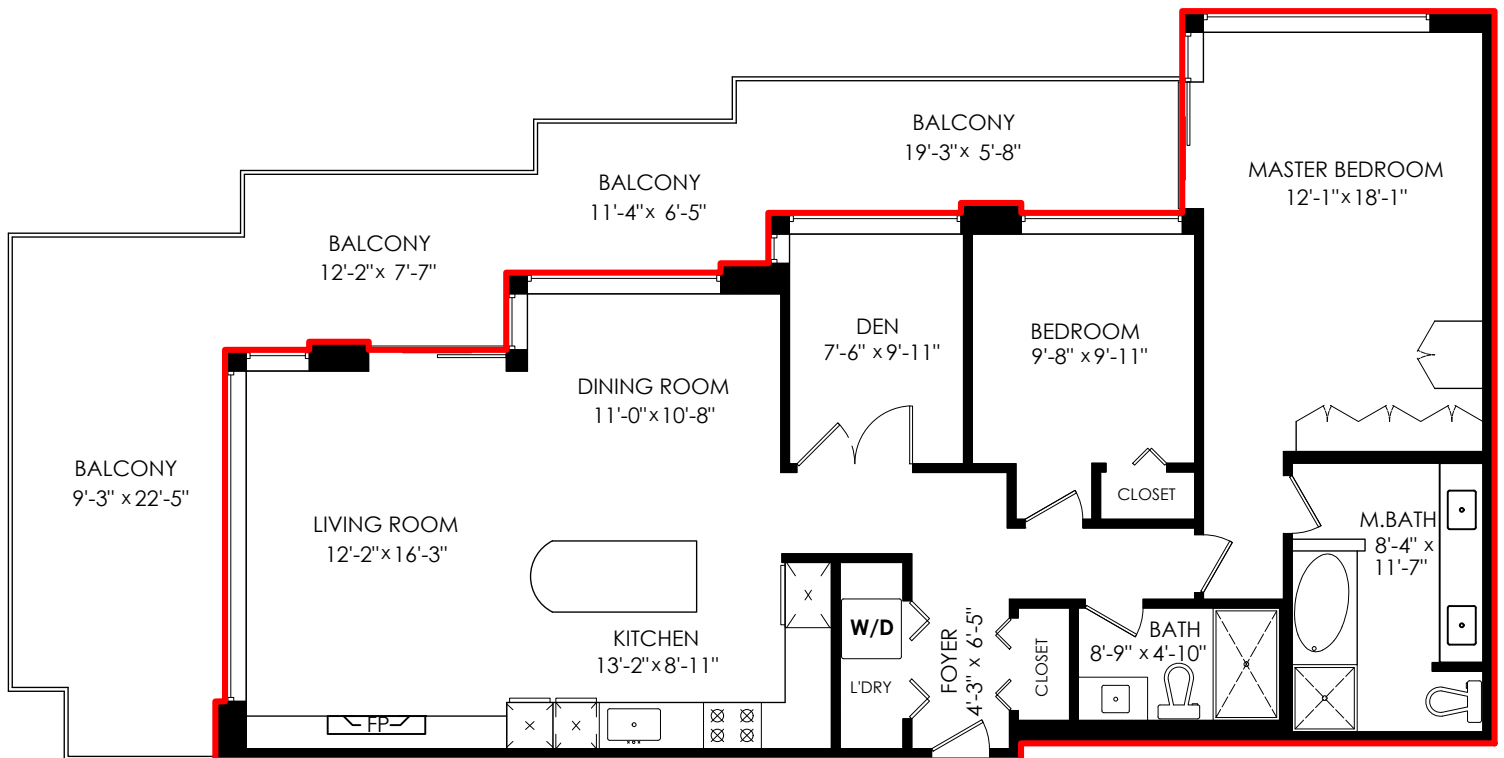 BALCONY
19'-3" x 5'-8"
MASTER BEDROOM
12'-1" x 18'-1"
BALCONY
11'-4" x 6'-5"
BALCONY
12'-2" x 7'-7"
DEN
7'-6" x 9'-11"
BEDROOM
9'-8" x 9'-11"
DINING ROOM
11'-0" x 10'-8"
BALCONY
9'-3" x 22'-5"
CLOSET
LIVING ROOM
12'-2" x 16'-3"
M.BATH
8'-4" x
11'-7"
KITCHEN
13'-2" x 8'-11"
W/D
L'DRY
FOYER
4'-3" x 6'-5"
CLOSET
BATH
8'-9" x 4'-10"
FP